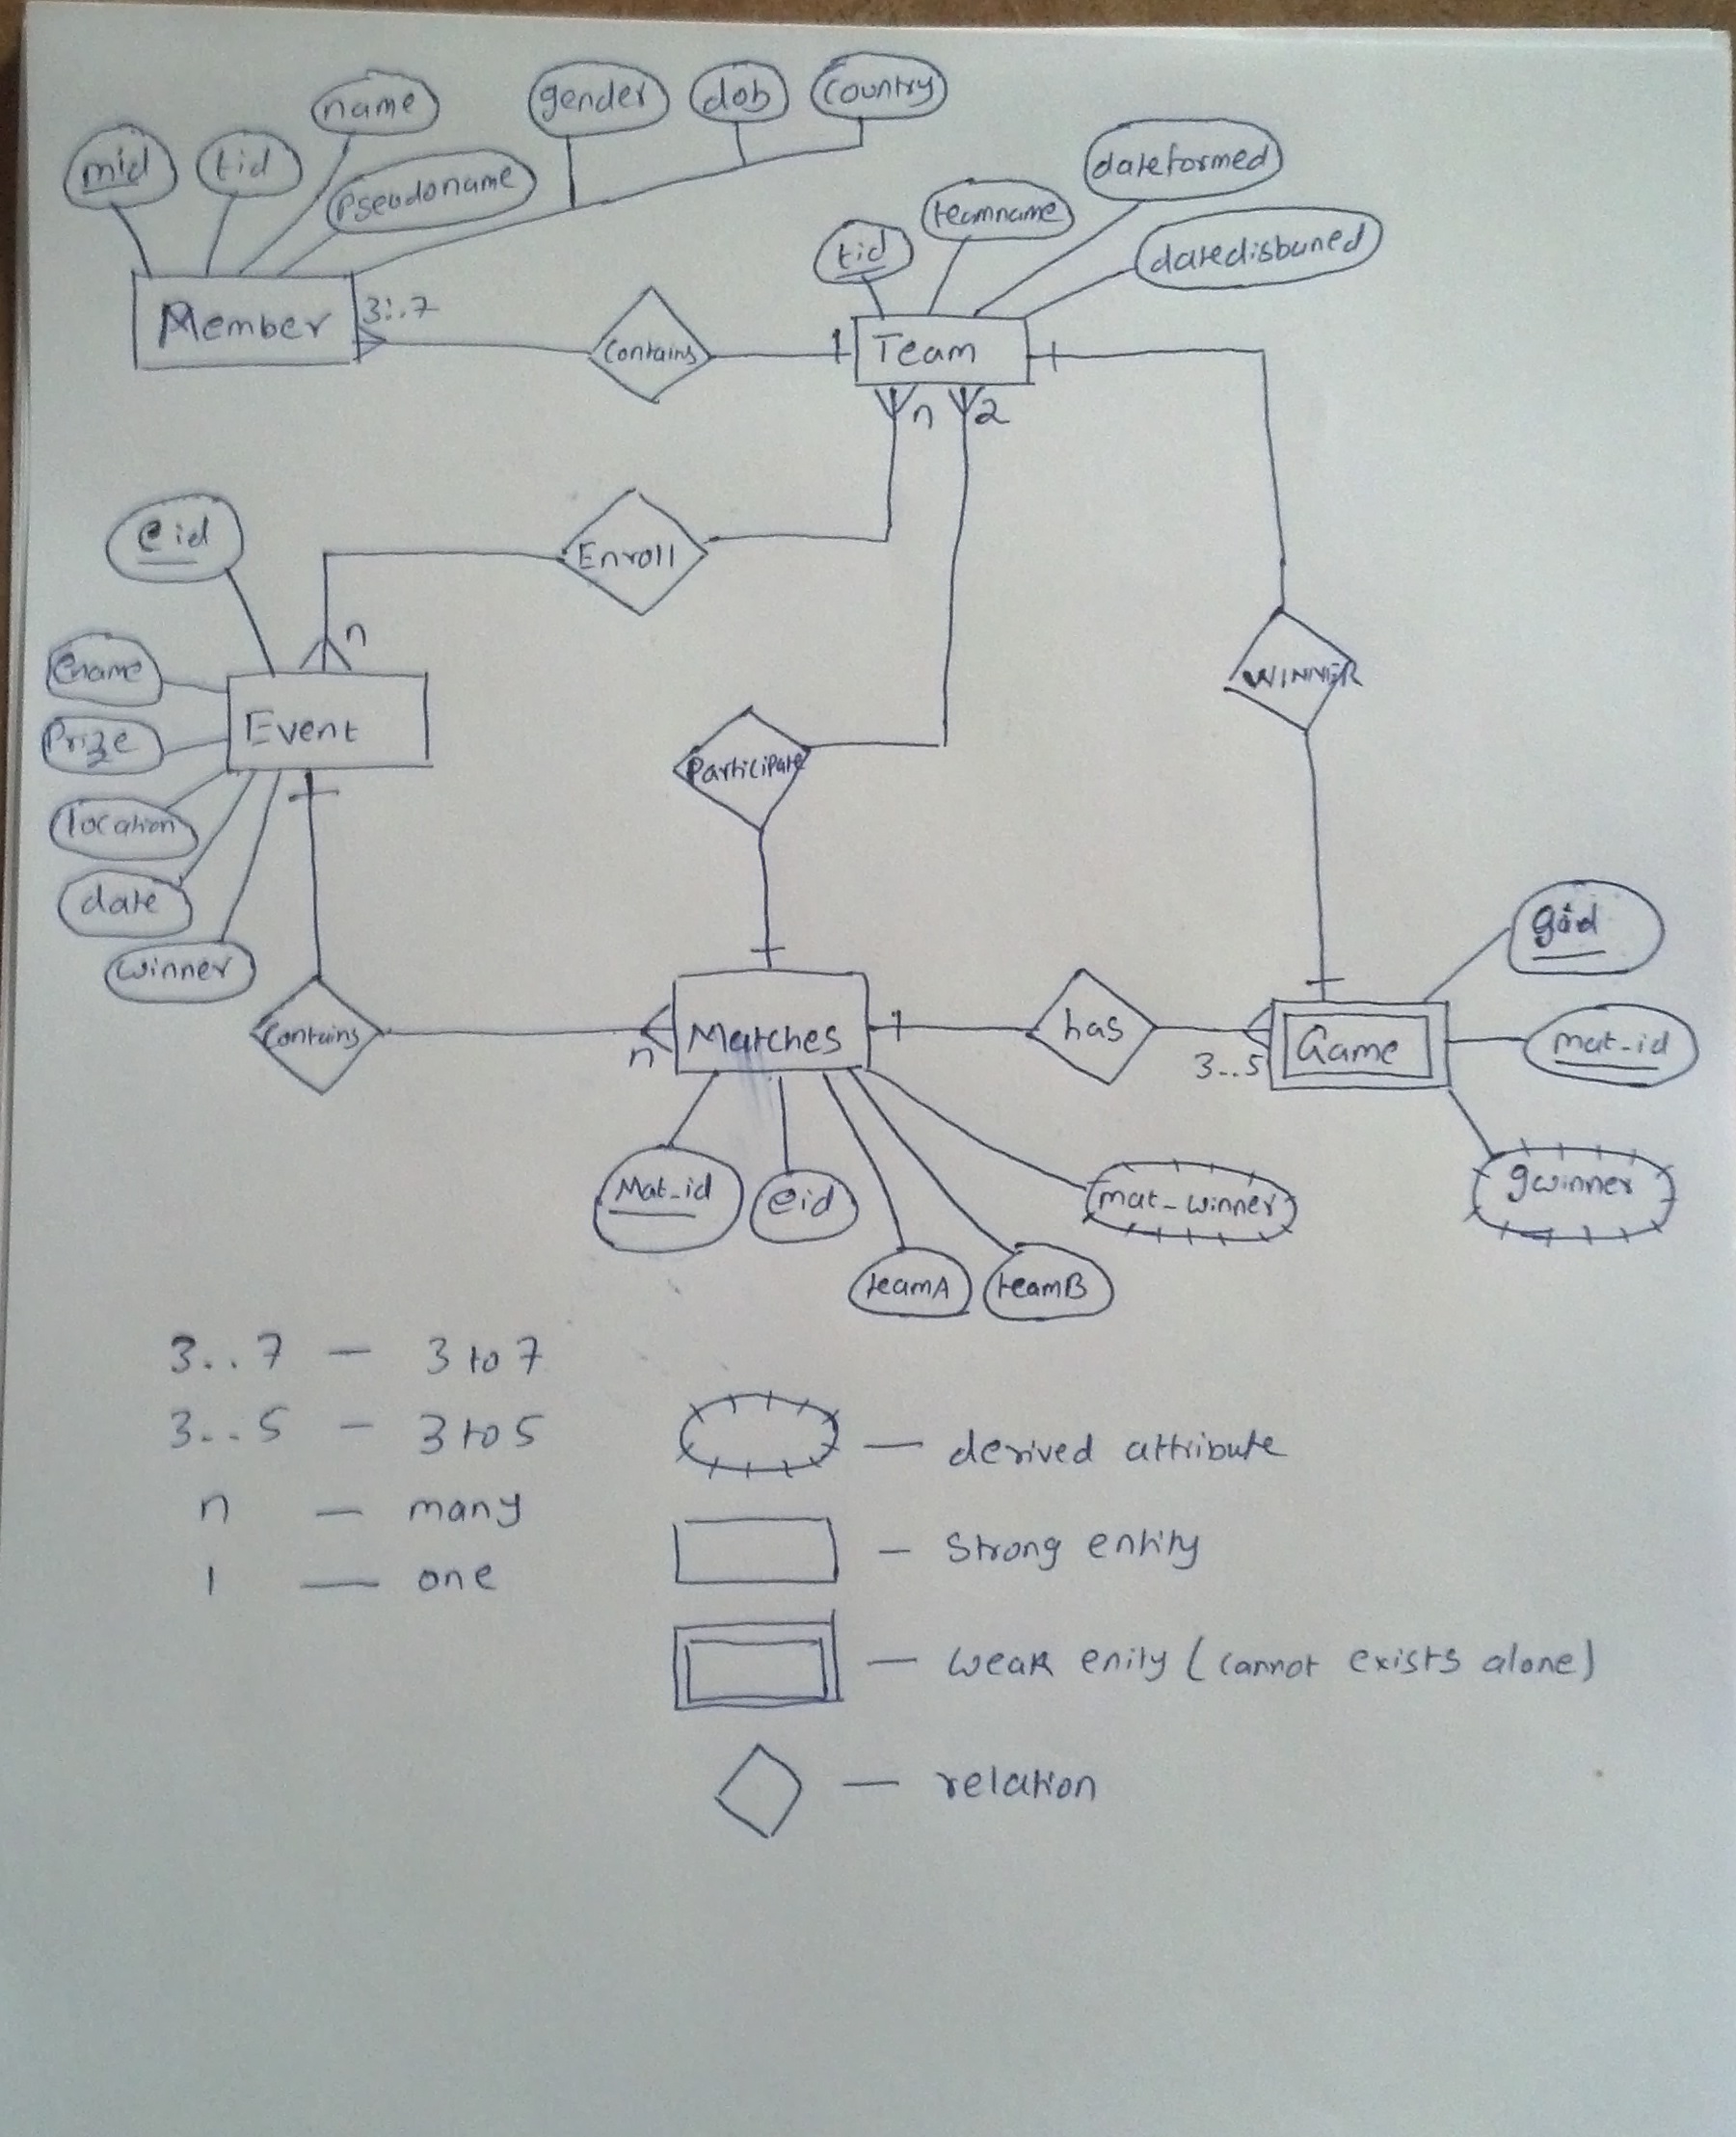 name
gender
dob
country
mid
tid
Pseudoname
dateformed
teamname
tid
datedisbaned
Member
3..7
Contains
1
Team
n
2
eid
Enroll
n
ename
Event
Prize
WINNER
Participate
location
date
winner
gid
Contains
n
Matches
1
has
3..5
Game
mat_id
Mat_id
eid
mat_winner
gwinner
teamA
teamB
3..7 — 3 to 7
3...5 — 3 to 5
n — many
1 — one
— derived attribute
— Strong entity
— weak enity (cannot exists alone)
— relation